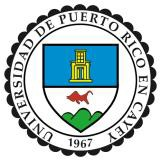 UNIVERSIDAD DE PUERTO RICO EN CAYEY
1967